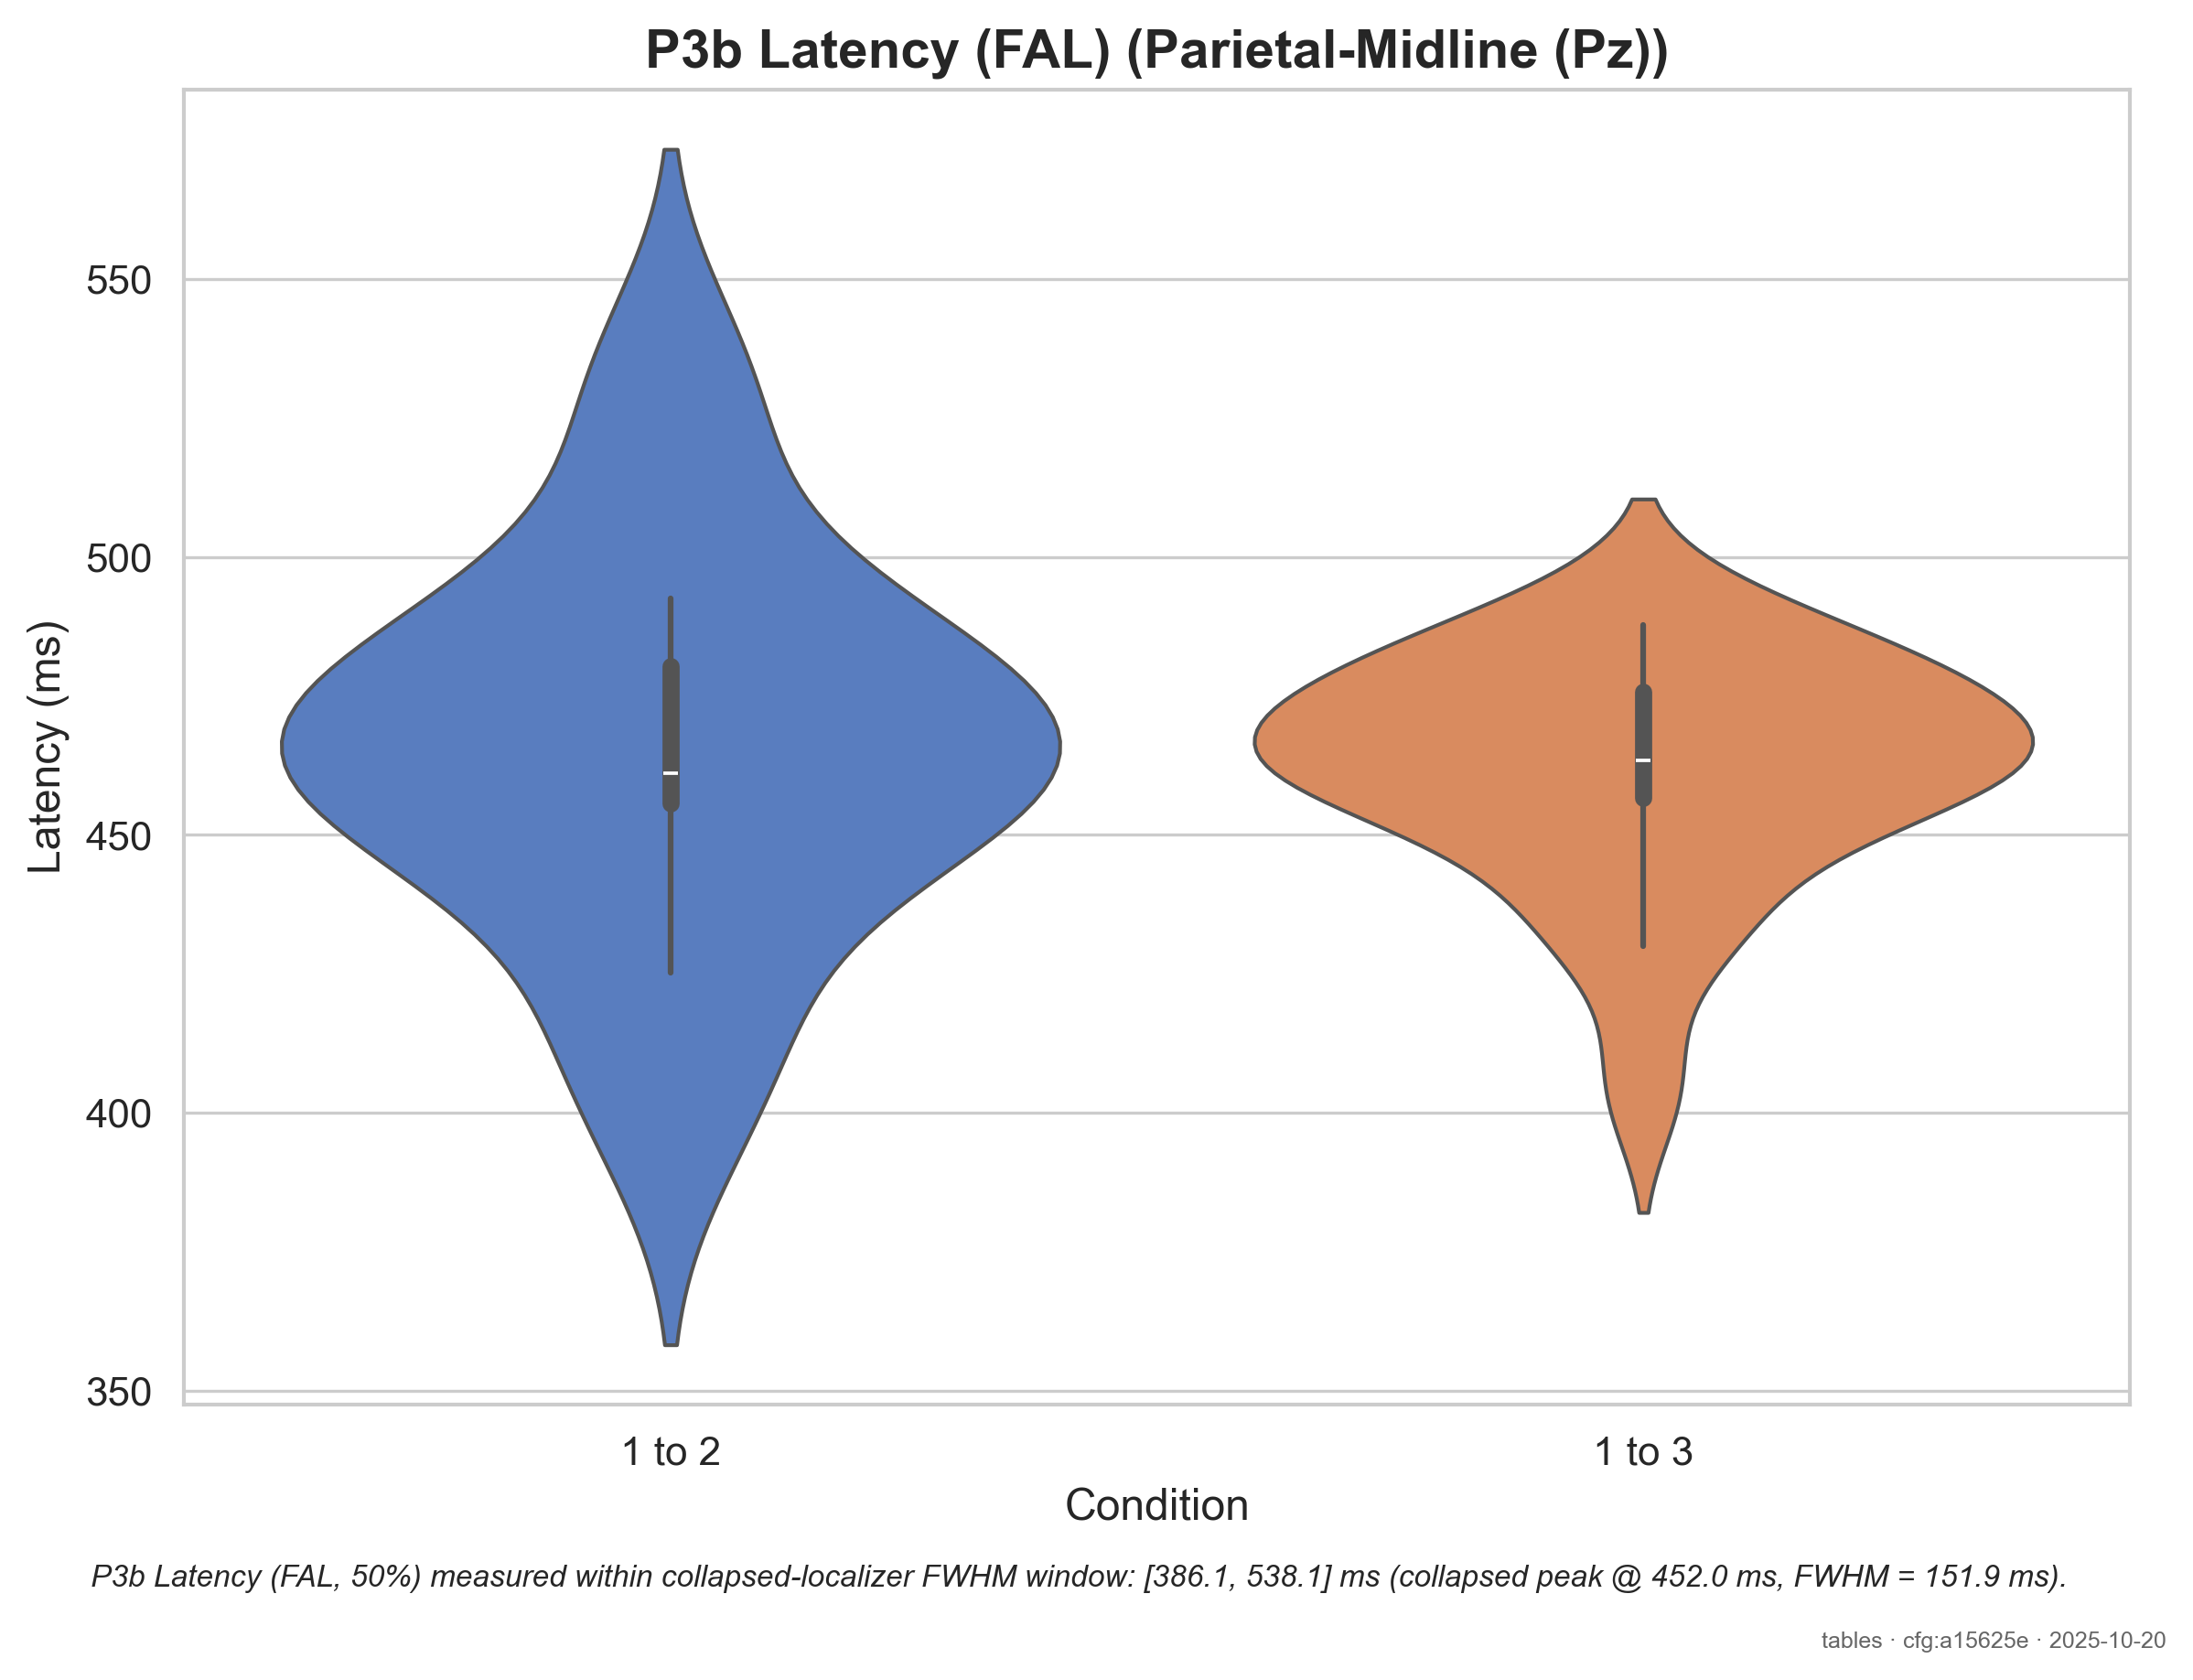 P3b Latency (FAL) (Parietal-Midline (Pz))
Latency (ms)
550
500
450
400
350
1 to 2
1 to 3
Condition
P3b Latency (FAL, 50%) measured within collapsed-localizer FWHM window: [386.1, 538.1] ms (collapsed peak @ 452.0 ms, FWHM = 151.9 ms).
tables · cfg:a15625e · 2025-10-20